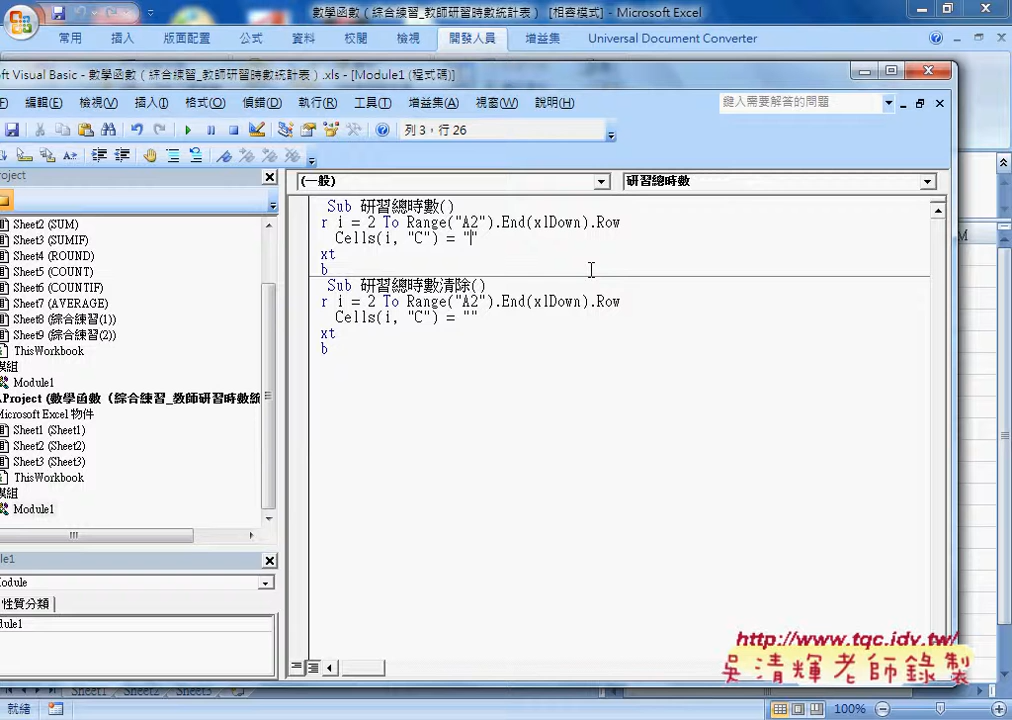 數學函數（綜合練習_教師研習時數統計表） [相容模式] - Microsoft Excel
常用 插入 版面配置 公式 資料 校閱 檢視 開發人員 增益集 Universal Document Converter
oft Visual Basic - 數學函數（綜合練習_教師研習時數統計表）.xls - [Module1 (程式碼)]
編輯(E) 檢視(V) 插入(I) 格式(O) 偵錯(D) 執行(R) 工具(T) 增益集(A) 視窗(W) 說明(H) 鍵入需要解答的問題
列 3，行 26
roject
(一般) 研習總時數
Sub 研習總時數()
r i = 2 To Range("A2").End(xlDown).Row
Cells(i, "C") = ""
xt
b
Sub 研習總時數清除()
r i = 2 To Range("A2").End(xlDown).Row
Cells(i, "C") = ""
xt
b
M
Sheet2 (SUM)
Sheet3 (SUMIF)
Sheet4 (ROUND)
Sheet5 (COUNT)
Sheet6 (COUNTIF)
Sheet7 (AVERAGE)
Sheet8 (綜合練習(1))
Sheet9 (綜合練習(2))
ThisWorkbook
模組
Module1
Project (數學函數（綜合練習_教師研習時數統
Microsoft Excel 物件
Sheet1 (Sheet1)
Sheet2 (Sheet2)
Sheet3 (Sheet3)
ThisWorkbook
模組
Module1
ule1
Module
性質分類
dule1
http://www.tqc.idv.tw/
吳清輝老師錄製
Sheet1 Sheet2 Sheet3
就緒 100%